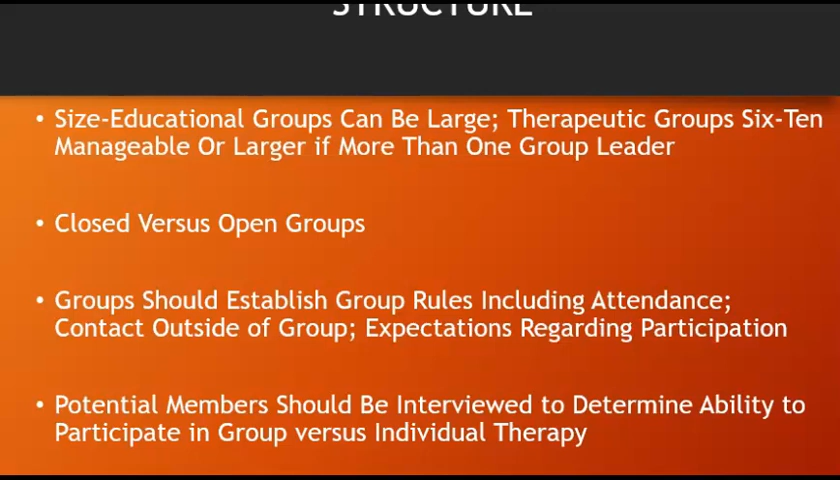 STRUCTURE
• Size-Educational Groups Can Be Large; Therapeutic Groups Six-Ten
Manageable Or Larger if More Than One Group Leader
• Closed Versus Open Groups
• Groups Should Establish Group Rules Including Attendance;
Contact Outside of Group; Expectations Regarding Participation
• Potential Members Should Be Interviewed to Determine Ability to
Participate in Group versus Individual Therapy